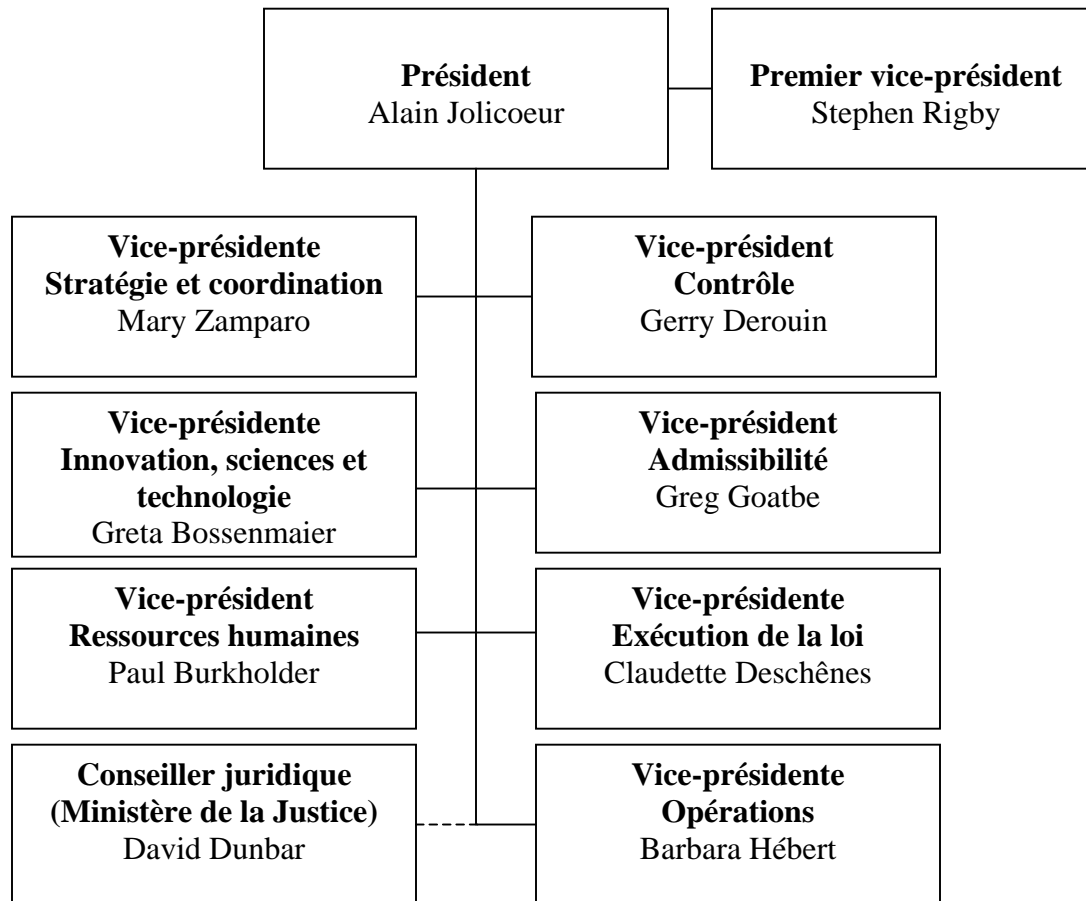 Président
Alain Jolicoeur
Premier vice-président
Stephen Rigby
Vice-présidente
Stratégie et coordination
Mary Zamparo
Vice-président
Contrôle
Gerry Derouin
Vice-présidente
Innovation, sciences et
technologie
Greta Bossenmaier
Vice-président
Admissibilité
Greg Goatbe
Vice-président
Ressources humaines
Paul Burkholder
Vice-présidente
Exécution de la loi
Claudette Deschênes
Conseiller juridique
(Ministère de la Justice)
David Dunbar
Vice-présidente
Opérations
Barbara Hébert